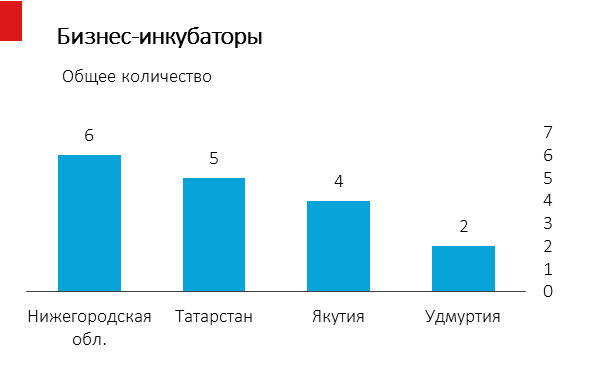 Бизнес-инкубаторы
Общее количество
6
5
4
2
7
6
5
4
3
2
1
0
Нижегородская
обл.
Татарстан
Якутия
Удмуртия